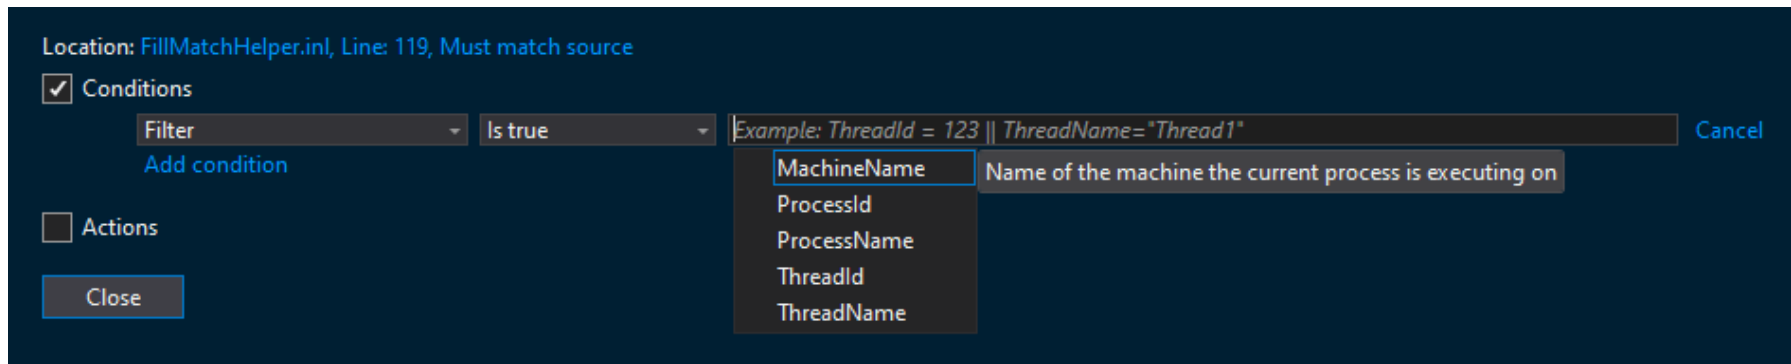 Location: FillMatchHelper.inl, Line: 119, Must match source
Conditions
Filter Is true Example: ThreadId = 123 || ThreadName="Thread1" Cancel
Add condition
MachineName Name of the machine the current process is executing on
ProcessId
Actions
ProcessName
ThreadId
Close
ThreadName